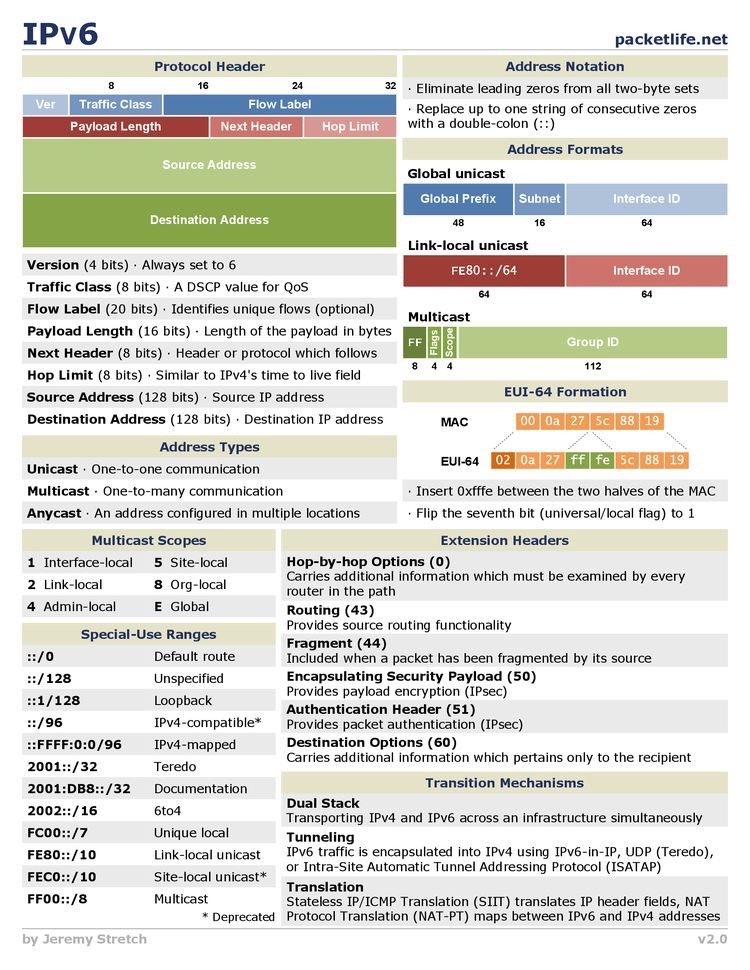 IPv6
packetlife.net
Protocol Header
8 16 24 32
Ver Traffic Class Flow Label
Payload Length Next Header Hop Limit
Source Address
Destination Address
Version (4 bits) · Always set to 6
Traffic Class (8 bits) · A DSCP value for QoS
Flow Label (20 bits) · Identifies unique flows (optional)
Payload Length (16 bits) · Length of the payload in bytes
Next Header (8 bits) · Header or protocol which follows
Hop Limit (8 bits) · Similar to IPv4's time to live field
Source Address (128 bits) · Source IP address
Destination Address (128 bits) · Destination IP address
Address Types
Unicast · One-to-one communication
Multicast · One-to-many communication
Anycast · An address configured in multiple locations
Address Notation
· Eliminate leading zeros from all two-byte sets
· Replace up to one string of consecutive zeros
with a double-colon (::)
Address Formats
Global unicast
Global Prefix Subnet Interface ID
48 16 64
Link-local unicast
FE80::/64 Interface ID
64 64
Multicast
FF Flags Scope Group ID
8 4 4 112
EUI-64 Formation
MAC 00 0a 27 5c 88 19
EUI-64 02 0a 27 ff fe 5c 88 19
· Insert 0xfffe between the two halves of the MAC
· Flip the seventh bit (universal/local flag) to 1
Multicast Scopes
1 Interface-local 5 Site-local
2 Link-local 8 Org-local
4 Admin-local E Global
Special-Use Ranges
::/0 Default route
::/128 Unspecified
::1/128 Loopback
::/96 IPv4-compatible*
::FFFF:0:0/96 IPv4-mapped
2001::/32 Teredo
2001:DB8::/32 Documentation
2002::/16 6to4
FC00::/7 Unique local
FE80::/10 Link-local unicast
FEC0::/10 Site-local unicast*
FF00::/8 Multicast
* Deprecated
Extension Headers
Hop-by-hop Options (0)
Carries additional information which must be examined by every
router in the path
Routing (43)
Provides source routing functionality
Fragment (44)
Included when a packet has been fragmented by its source
Encapsulating Security Payload (50)
Provides payload encryption (IPsec)
Authentication Header (51)
Provides packet authentication (IPsec)
Destination Options (60)
Carries additional information which pertains only to the recipient
Transition Mechanisms
Dual Stack
Transporting IPv4 and IPv6 across an infrastructure simultaneously
Tunneling
IPv6 traffic is encapsulated into IPv4 using IPv6-in-IP, UDP (Teredo),
or Intra-Site Automatic Tunnel Addressing Protocol (ISATAP)
Translation
Stateless IP/ICMP Translation (SIIT) translates IP header fields, NAT
Protocol Translation (NAT-PT) maps between IPv6 and IPv4 addresses
by Jeremy Stretch
v2.0